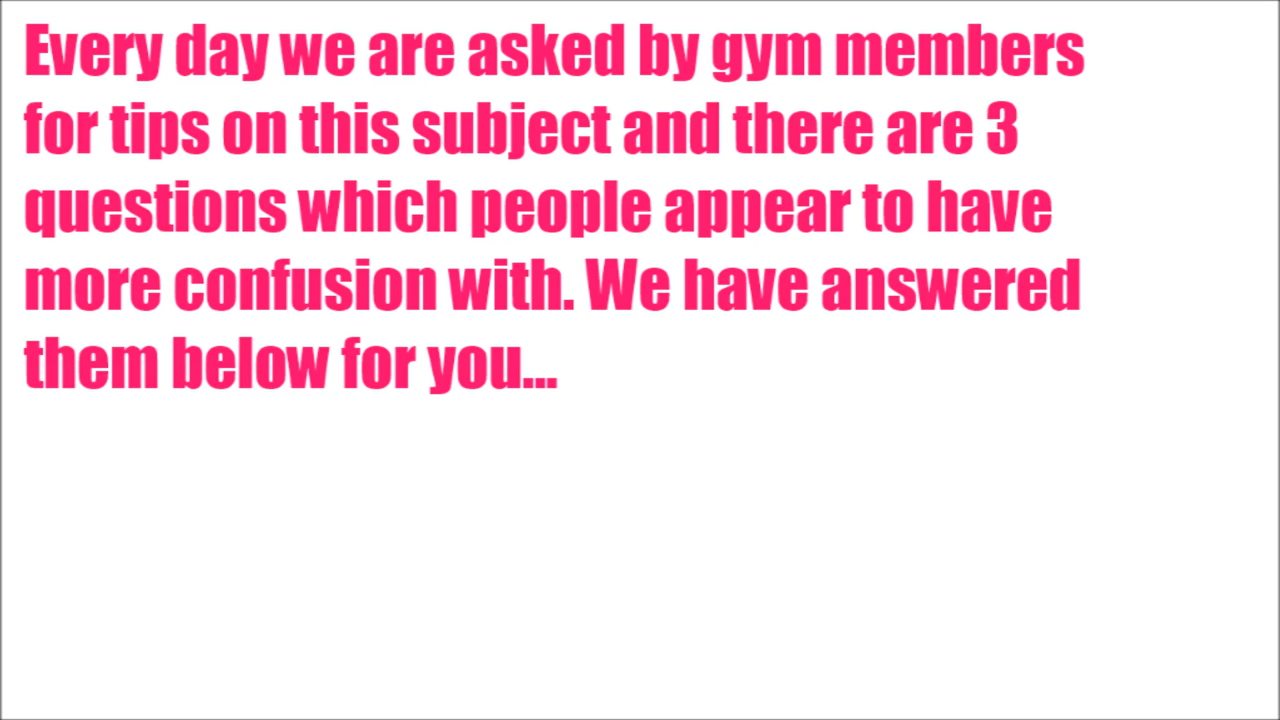 Every day we are asked by gym members
for tips on this subject and there are 3
questions which people appear to have
more confusion with. We have answered
them below for you...